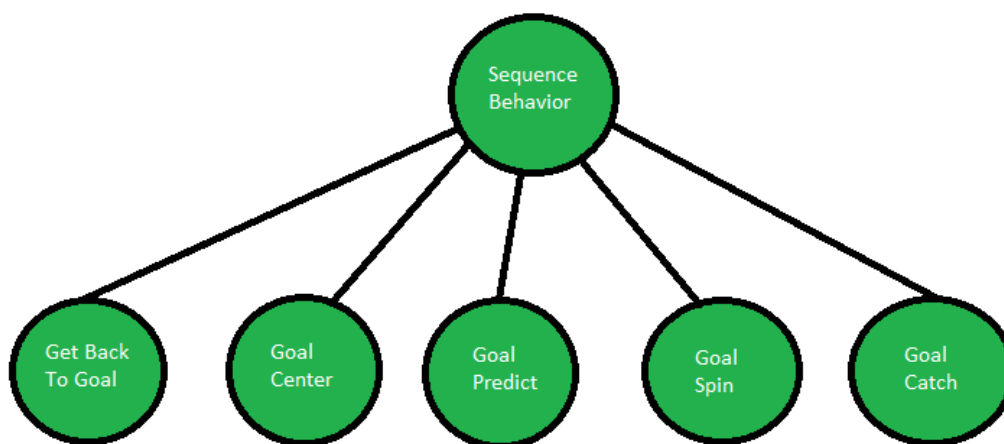 Sequence
Behavior
Get Back
To Goal
Goal
Center
Goal
Predict
Goal
Spin
Goal
Catch